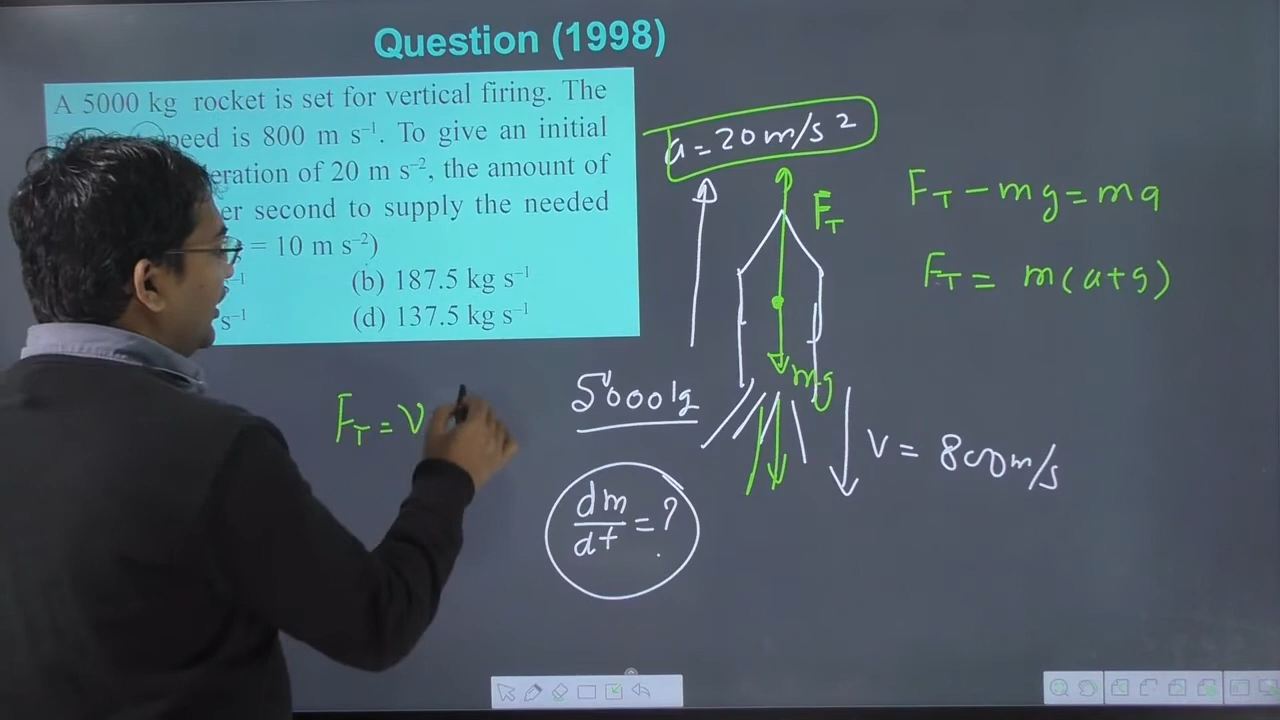 Question (1998)
A 5000 kg rocket is set for vertical firing. The
peed is 800 m s⁻¹. To give an initial
eration of 20 m s⁻², the amount of
er second to supply the needed
= 10 m s⁻²)
s⁻¹ (b) 187.5 kg s⁻¹
s⁻¹ (d) 137.5 kg s⁻¹
a = 20 m/s²
F_T
F_T - mg = ma
F_T = m(a+g)
mg
5000 kg
F_T = v
v = 800 m/s
dm/dt = ?